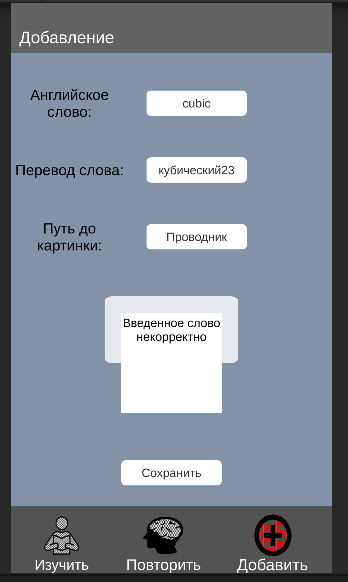 Добавление
Английское
слово:
cubic
Перевод слова:
кубический23
Путь до
картинки:
Проводник
Введенное слово
некорректно
Сохранить
Изучить
Повторить
Добавить